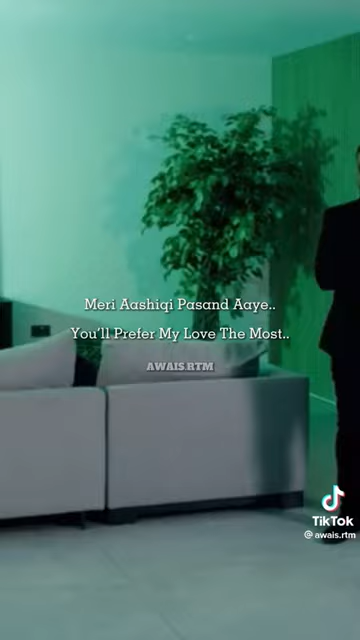 Meri Aashiqi Pasand Aaye..
You'll Prefer My Love The Most..
AWAIS.RTM
TikTok
@awais.rtm